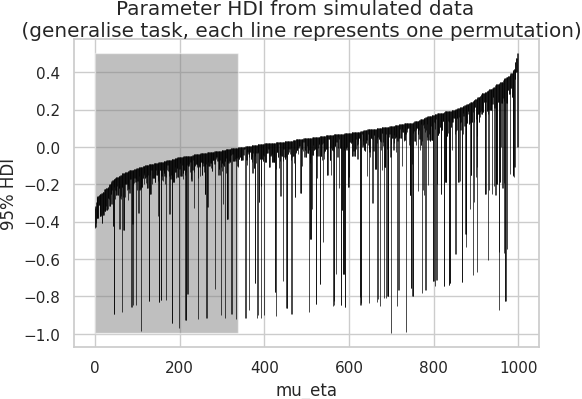 Parameter HDI from simulated data
(generalise task, each line represents one permutation)
95% HDI
0.4
0.2
0.0
−0.2
−0.4
−0.6
−0.8
−1.0
0 200 400 600 800 1000
mu_eta